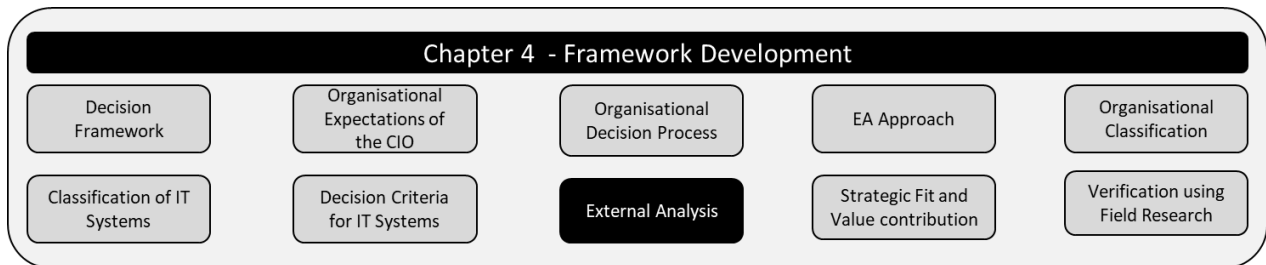 Chapter 4 - Framework Development
Decision
Framework
Organisational
Expectations of
the CIO
Organisational
Decision Process
EA Approach
Organisational
Classification
Classification of IT
Systems
Decision Criteria
for IT Systems
External Analysis
Strategic Fit and
Value contribution
Verification using
Field Research